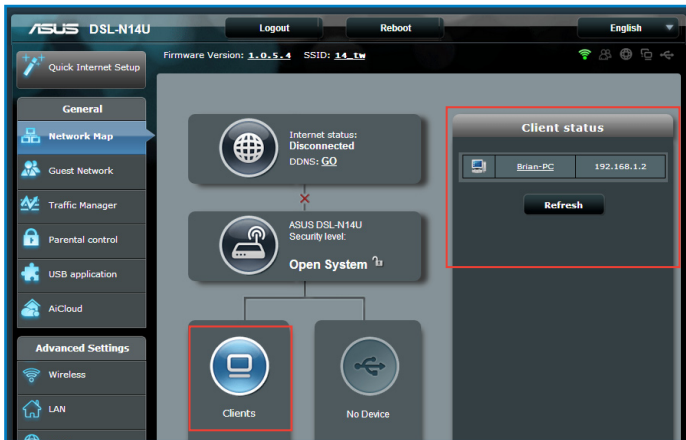 ASUS DSL-N14U
Logout
Reboot
English
Quick Internet Setup
Firmware Version: 1.0.5.4 SSID: 14_tw
General
Network Map
Guest Network
Traffic Manager
Parental control
USB application
AiCloud
Advanced Settings
Wireless
LAN
Internet status:
Disconnected
DDNS: GO
ASUS DSL-N14U
Security level:
Open System
Clients
No Device
Client status
Brian-PC 192.168.1.2
Refresh